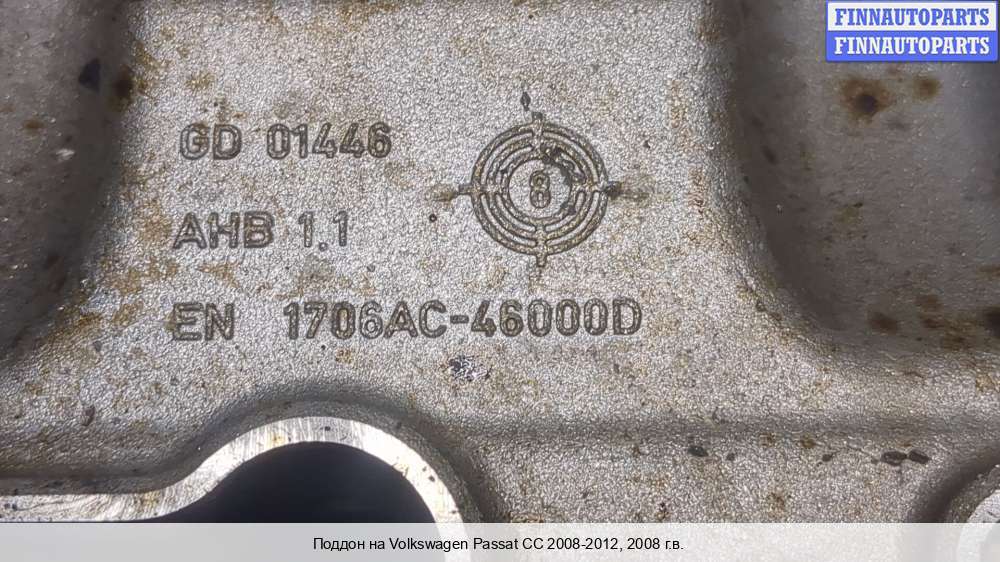 FINNAUTOPARTS
FINNAUTOPARTS
GD 01446
8
AHB 1.1
EN 1706AC-46000D
Поддон на Volkswagen Passat CC 2008-2012, 2008 г.в.